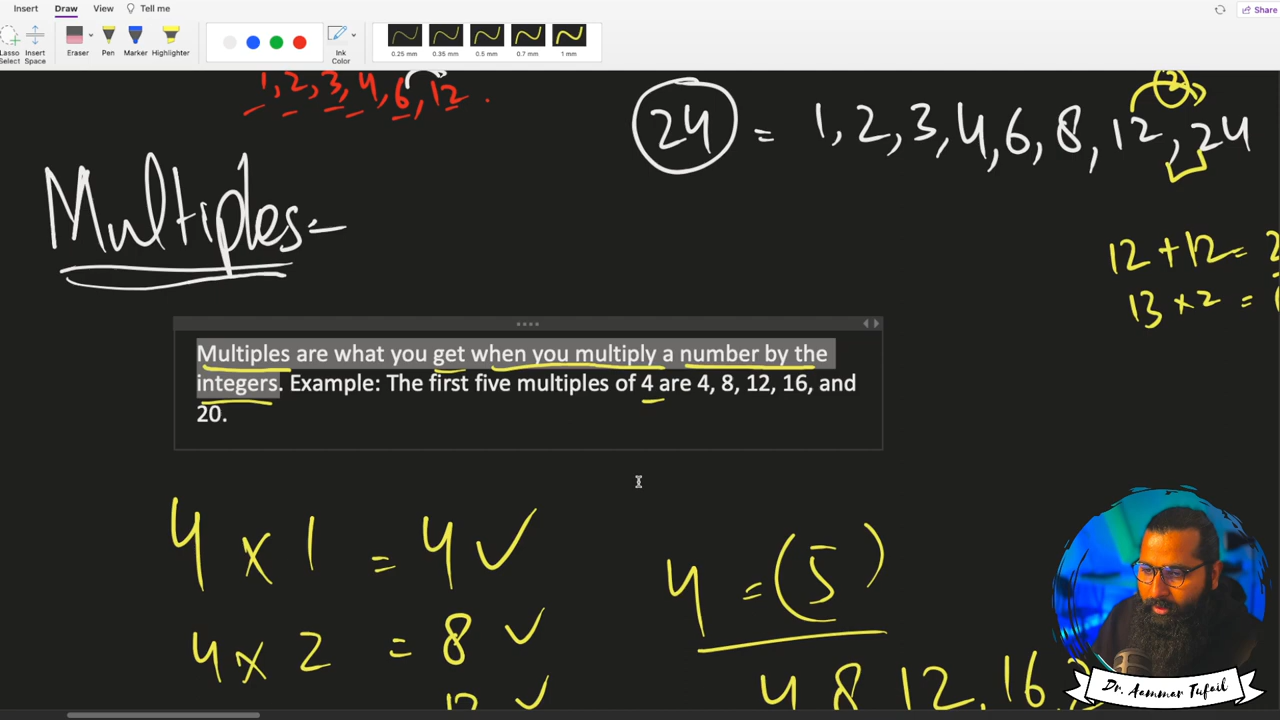 Insert Draw View Tell me
Share
Lasso Select
Insert Space
Eraser
Pen
Marker
Highlighter
Ink Color
0.25 mm
0.35 mm
0.5 mm
0.7 mm
1 mm
1, 2, 3, 4, 6, 12.
24 = 1, 2, 3, 4, 6, 8, 12, 24
2
Multiples=
12 + 12 =
13 × 2 =
Multiples are what you get when you multiply a number by the
integers. Example: The first five multiples of 4 are 4, 8, 12, 16, and
20.
4 × 1 = 4 ✓
4 = (5)
4 × 2 = 8 ✓
4 8 12, 16,
12 ✓
Dr. Aammar Tufail